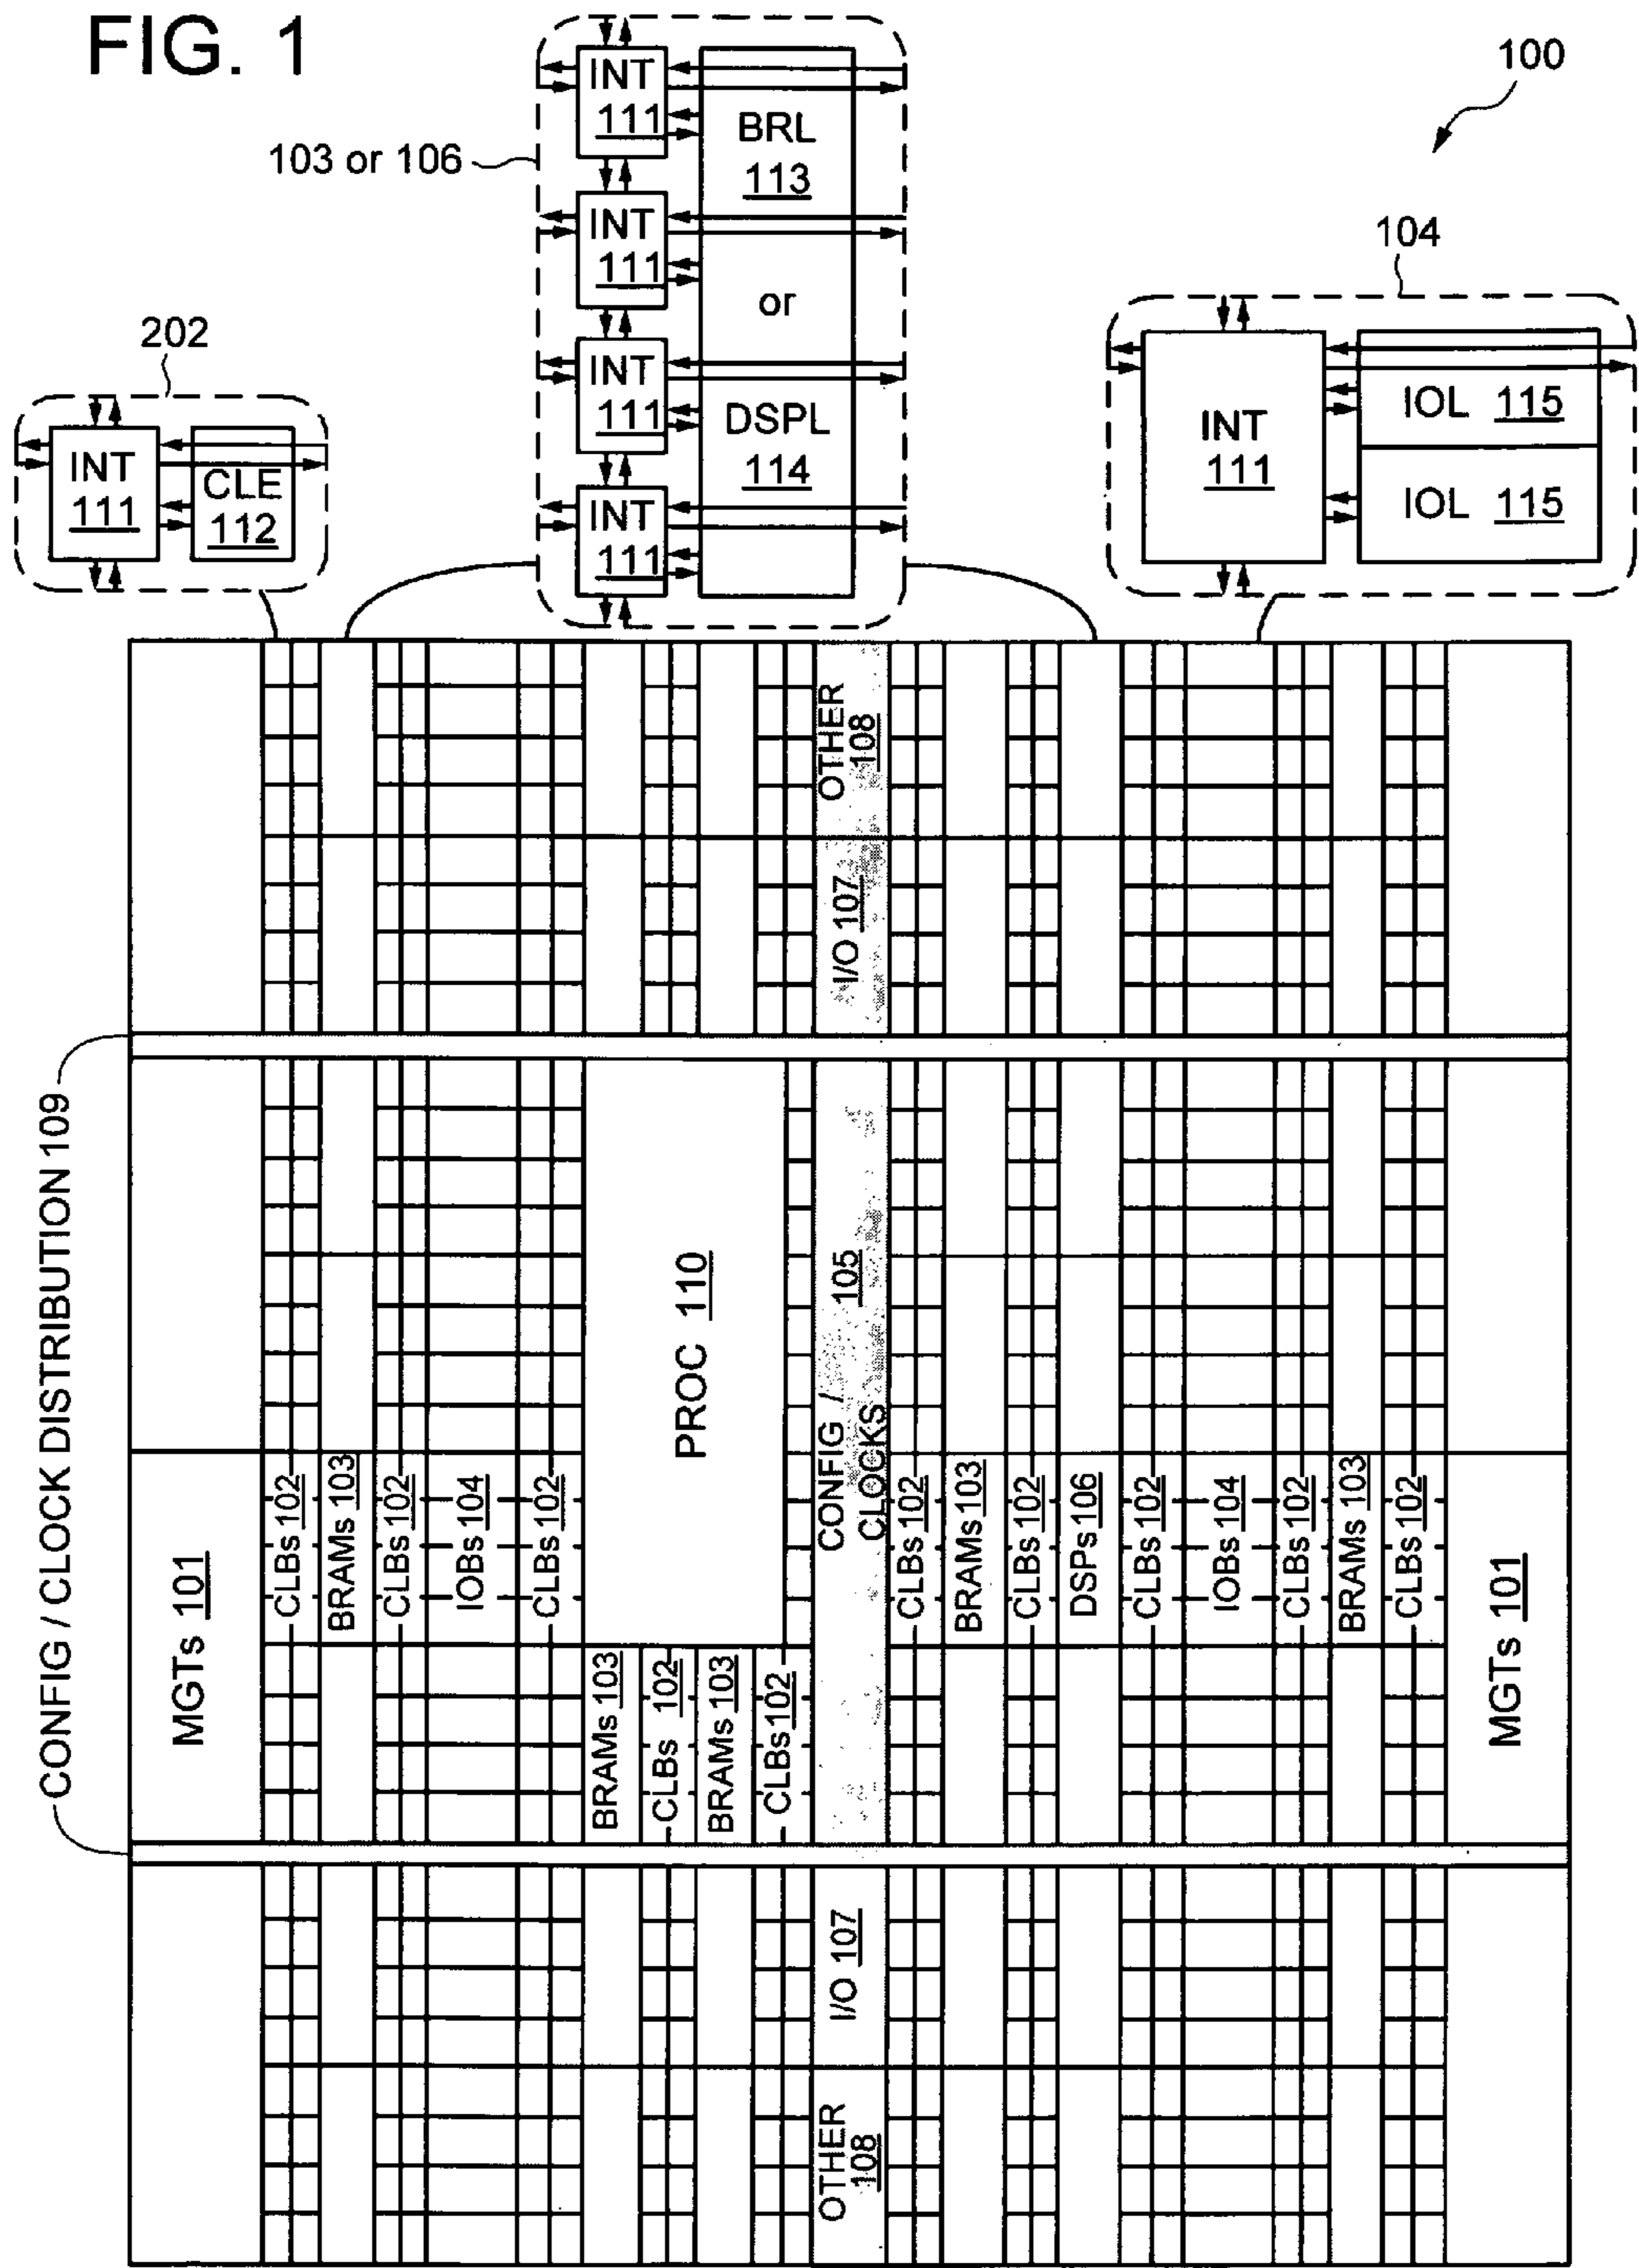 FIG. 1
100
103 or 106
INT
111
INT
111
INT
111
INT
111
BRL
113
or
DSPL
114
104
INT
111
IOL 115
IOL 115
202
INT
111
CLE
112
OTHER
108
I/O 107
CONFIG / CLOCK DISTRIBUTION 109
PROC 110
CONFIG /
CLOCKS
105
MGTs 101
CLBs 102
BRAMs 103
CLBs 102
IOBs 104
CLBs 102
BRAMs 103
CLBs 102
BRAMs 103
CLBs 102
CLBs 102
BRAMs 103
CLBs 102
DSPs 106
CLBs 102
IOBs 104
CLBs 102
BRAMs 103
CLBs 102
MGTs 101
I/O 107
OTHER
108